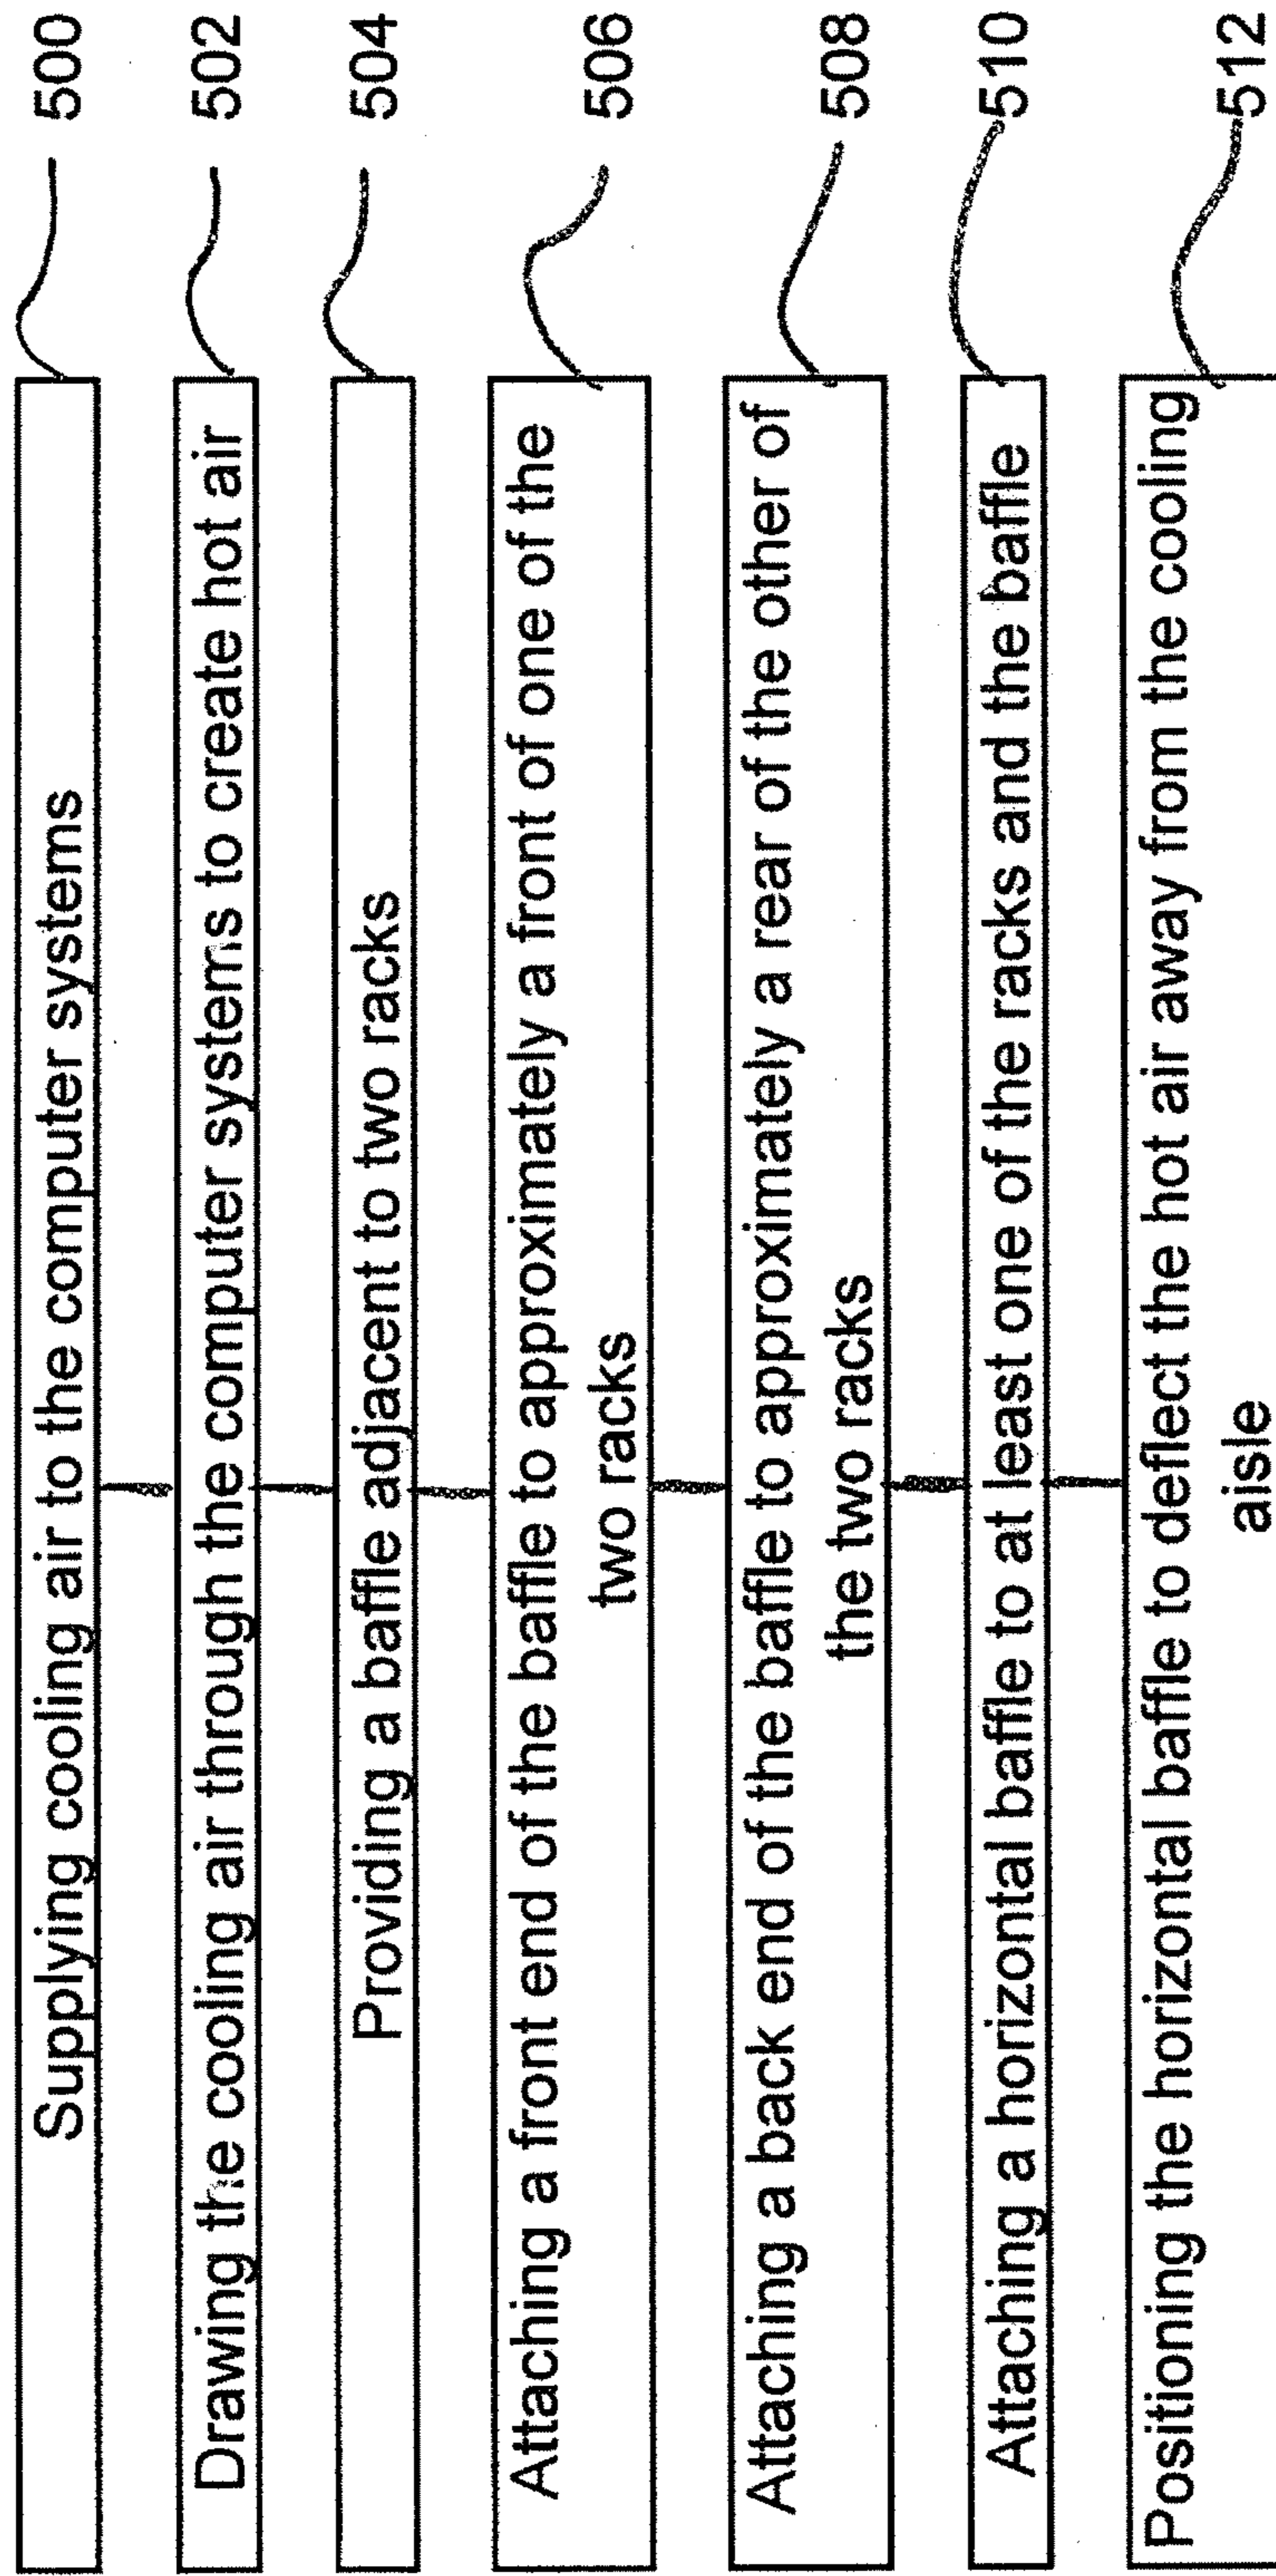 Supplying cooling air to the computer systems
500
Drawing the cooling air through the computer systems to create hot air
502
Providing a baffle adjacent to two racks
504
Attaching a front end of the baffle to approximately a front of one of the
two racks
506
Attaching a back end of the baffle to approximately a rear of the other of
the two racks
508
Attaching a horizontal baffle to at least one of the racks and the baffle
510
Positioning the horizontal baffle to deflect the hot air away from the cooling
aisle
512